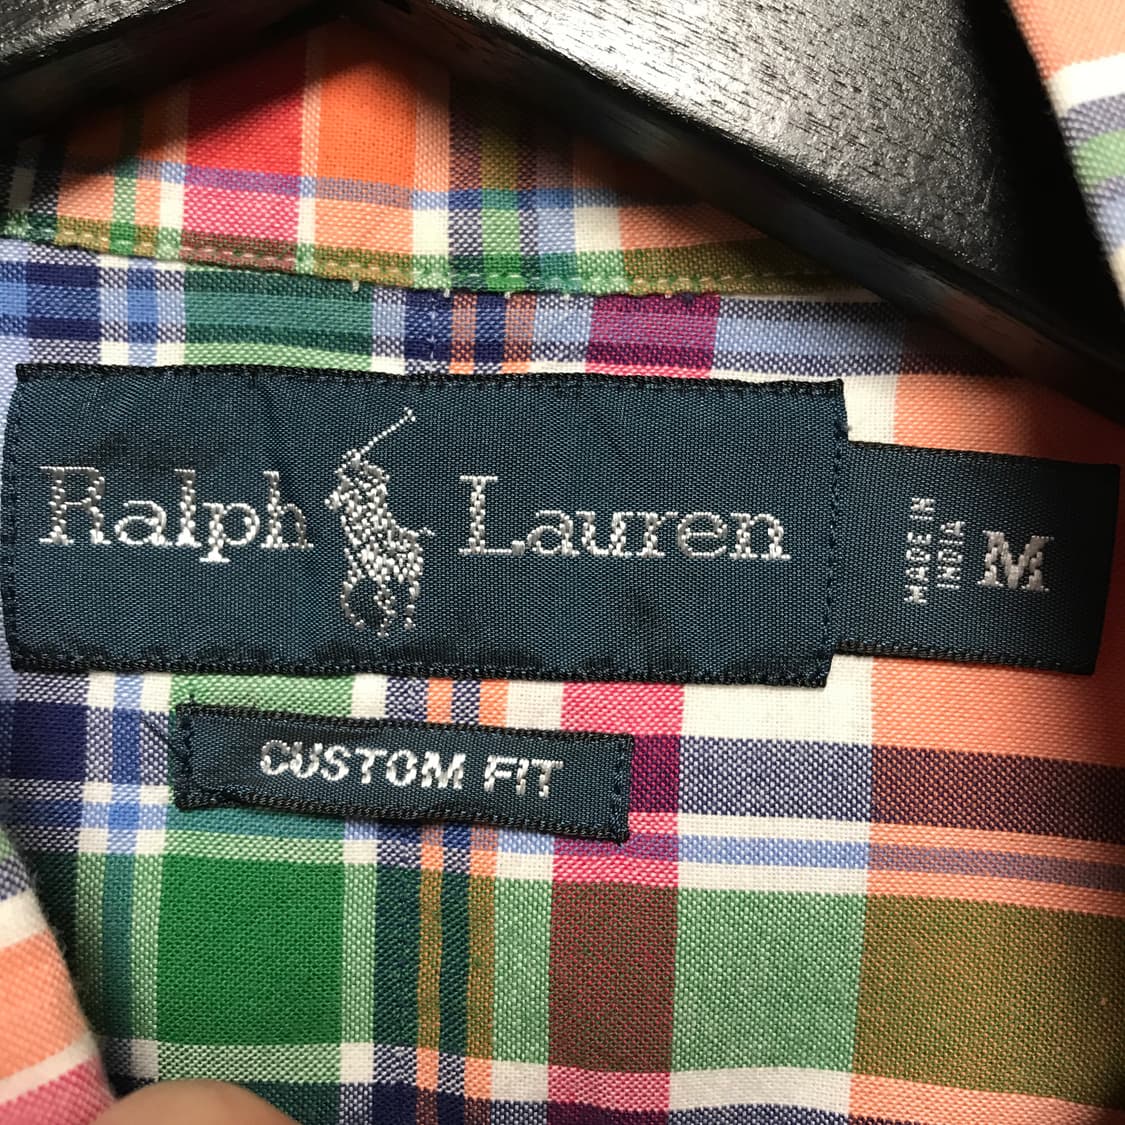 Ralph Lauren
MADE IN
INDIA
M
CUSTOM FIT